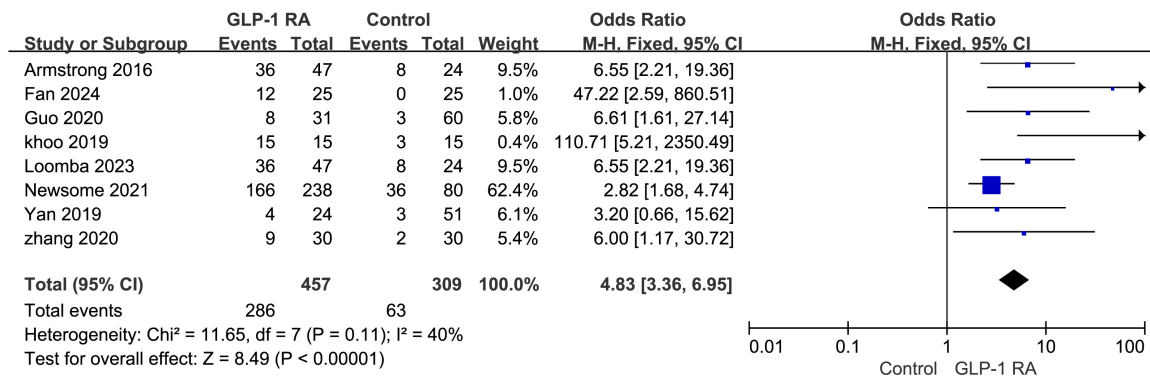 GLP-1 RA Control Odds Ratio Odds Ratio
Study or Subgroup Events Total Events Total Weight M-H, Fixed, 95% CI M-H, Fixed, 95% CI
Armstrong 2016 36 47 8 24 9.5% 6.55 [2.21, 19.36]
Fan 2024 12 25 0 25 1.0% 47.22 [2.59, 860.51]
Guo 2020 8 31 3 60 5.8% 6.61 [1.61, 27.14]
khoo 2019 15 15 3 15 0.4% 110.71 [5.21, 2350.49]
Loomba 2023 36 47 8 24 9.5% 6.55 [2.21, 19.36]
Newsome 2021 166 238 36 80 62.4% 2.82 [1.68, 4.74]
Yan 2019 4 24 3 51 6.1% 3.20 [0.66, 15.62]
zhang 2020 9 30 2 30 5.4% 6.00 [1.17, 30.72]
Total (95% CI) 457 309 100.0% 4.83 [3.36, 6.95]
Total events 286 63
Heterogeneity: Chi² = 11.65, df = 7 (P = 0.11); I² = 40%
Test for overall effect: Z = 8.49 (P < 0.00001)
0.01 0.1 1 10 100
Control GLP-1 RA